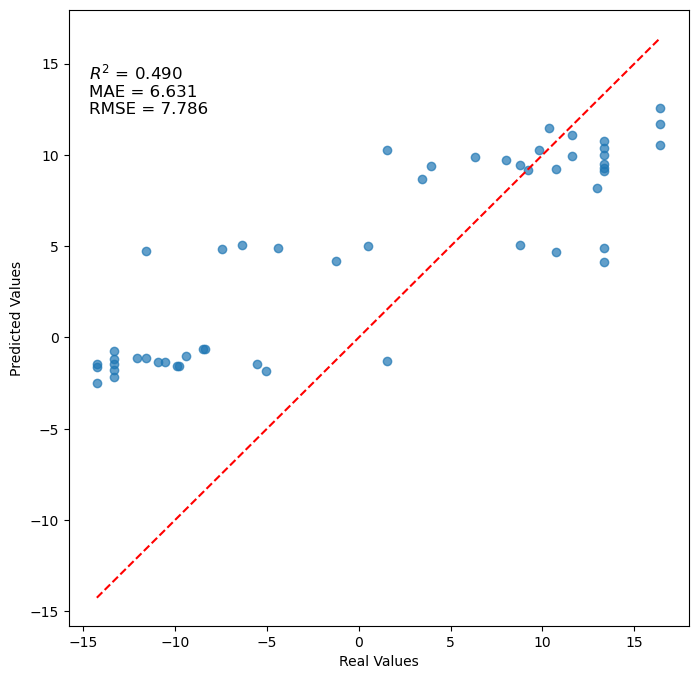 R² = 0.490
MAE = 6.631
RMSE = 7.786
15
10
5
0
−5
−10
−15
Predicted Values
−15 −10 −5 0 5 10 15
Real Values